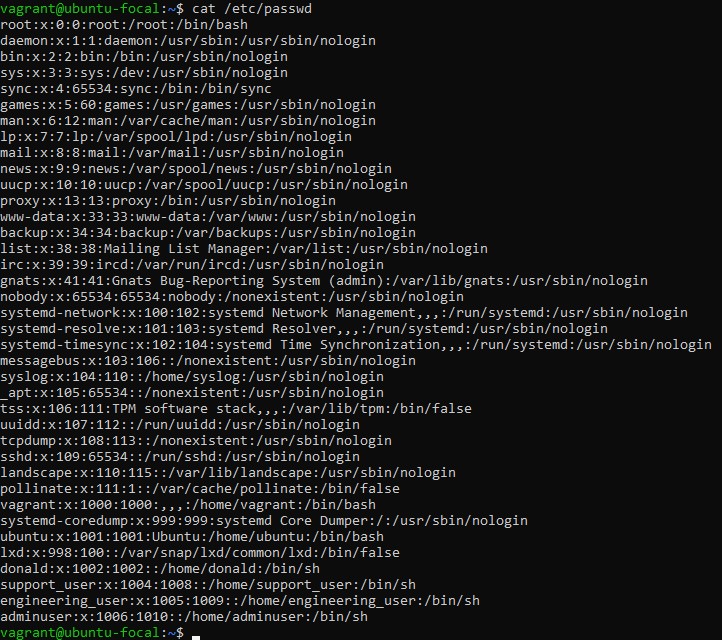 vagrant@ubuntu-focal:~$ cat /etc/passwd
root:x:0:0:root:/root:/bin/bash
daemon:x:1:1:daemon:/usr/sbin:/usr/sbin/nologin
bin:x:2:2:bin:/bin:/usr/sbin/nologin
sys:x:3:3:sys:/dev:/usr/sbin/nologin
sync:x:4:65534:sync:/bin:/bin/sync
games:x:5:60:games:/usr/games:/usr/sbin/nologin
man:x:6:12:man:/var/cache/man:/usr/sbin/nologin
lp:x:7:7:lp:/var/spool/lpd:/usr/sbin/nologin
mail:x:8:8:mail:/var/mail:/usr/sbin/nologin
news:x:9:9:news:/var/spool/news:/usr/sbin/nologin
uucp:x:10:10:uucp:/var/spool/uucp:/usr/sbin/nologin
proxy:x:13:13:proxy:/bin:/usr/sbin/nologin
www-data:x:33:33:www-data:/var/www:/usr/sbin/nologin
backup:x:34:34:backup:/var/backups:/usr/sbin/nologin
list:x:38:38:Mailing List Manager:/var/list:/usr/sbin/nologin
irc:x:39:39:ircd:/var/run/ircd:/usr/sbin/nologin
gnats:x:41:41:Gnats Bug-Reporting System (admin):/var/lib/gnats:/usr/sbin/nologin
nobody:x:65534:65534:nobody:/nonexistent:/usr/sbin/nologin
systemd-network:x:100:102:systemd Network Management,,,:/run/systemd:/usr/sbin/nologin
systemd-resolve:x:101:103:systemd Resolver,,,:/run/systemd:/usr/sbin/nologin
systemd-timesync:x:102:104:systemd Time Synchronization,,,:/run/systemd:/usr/sbin/nologin
messagebus:x:103:106::/nonexistent:/usr/sbin/nologin
syslog:x:104:110::/home/syslog:/usr/sbin/nologin
_apt:x:105:65534::/nonexistent:/usr/sbin/nologin
tss:x:106:111:TPM software stack,,,:/var/lib/tpm:/bin/false
uuidd:x:107:112::/run/uuidd:/usr/sbin/nologin
tcpdump:x:108:113::/nonexistent:/usr/sbin/nologin
sshd:x:109:65534::/run/sshd:/usr/sbin/nologin
landscape:x:110:115::/var/lib/landscape:/usr/sbin/nologin
pollinate:x:111:1::/var/cache/pollinate:/bin/false
vagrant:x:1000:1000:,,,:/home/vagrant:/bin/bash
systemd-coredump:x:999:999:systemd Core Dumper:/:/usr/sbin/nologin
ubuntu:x:1001:1001:Ubuntu:/home/ubuntu:/bin/bash
lxd:x:998:100::/var/snap/lxd/common/lxd:/bin/false
donald:x:1002:1002::/home/donald:/bin/sh
support_user:x:1004:1008::/home/support_user:/bin/sh
engineering_user:x:1005:1009::/home/engineering_user:/bin/sh
adminuser:x:1006:1010::/home/adminuser:/bin/sh
vagrant@ubuntu-focal:~$